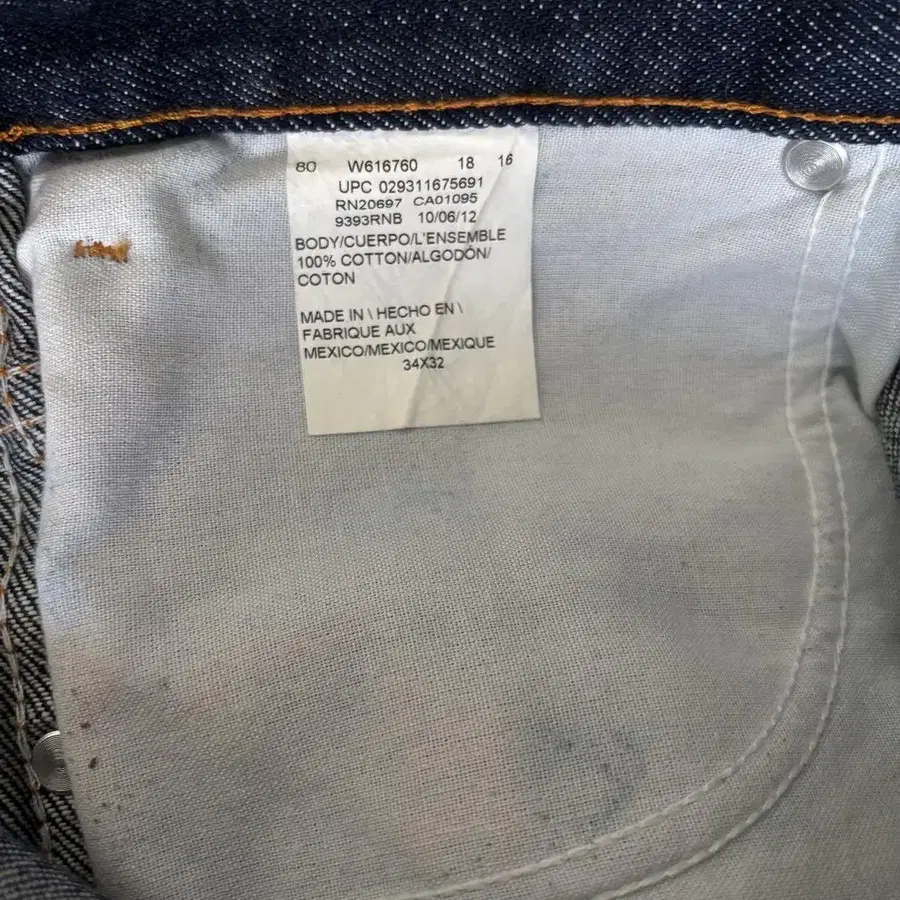 80 W616760 18 16
UPC 029311675691
RN20697 CA01095
9393RNB 10/06/12
BODY/CUERPO/L'ENSEMBLE
100% COTTON/ALGODÓN/
COTON
MADE IN \ HECHO EN \
FABRIQUE AUX
MEXICO/MEXICO/MEXIQUE
34X32